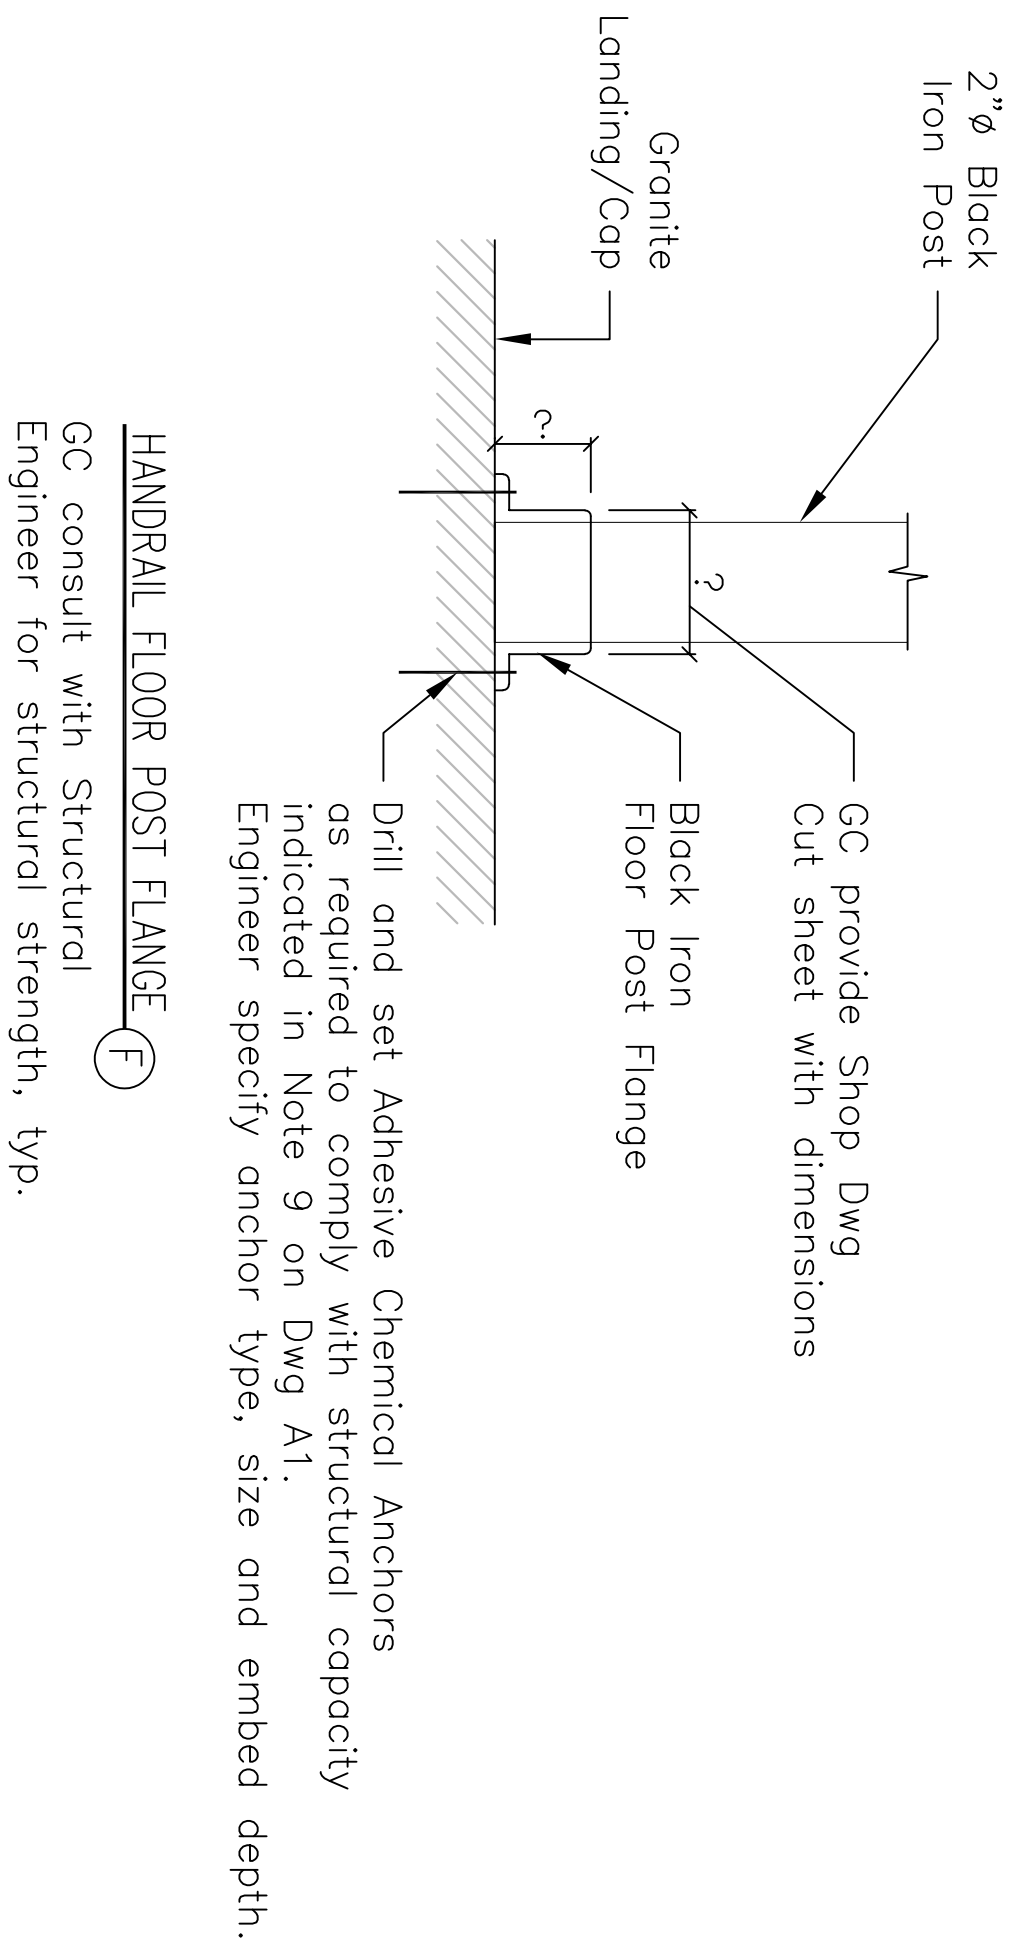 2"ø Black
Iron Post
Granite
Landing/Cap
?
?
GC provide Shop Dwg
Cut sheet with dimensions
Black Iron
Floor Post Flange
Drill and set Adhesive Chemical Anchors
as required to comply with structural capacity
indicated in Note 9 on Dwg A1.
Engineer specify anchor type, size and embed depth.
HANDRAIL FLOOR POST FLANGE
F
GC consult with Structural
Engineer for structural strength, typ.